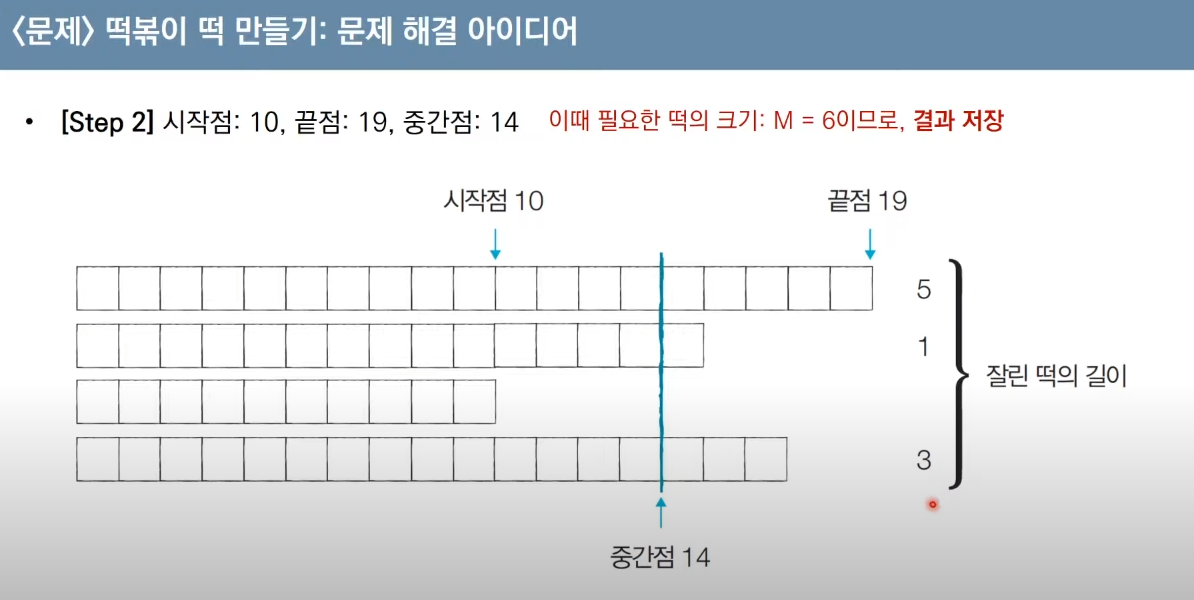 <문제> 떡볶이 떡 만들기: 문제 해결 아이디어
• [Step 2] 시작점: 10, 끝점: 19, 중간점: 14 이때 필요한 떡의 크기: M = 6이므로, 결과 저장
시작점 10 끝점 19
5
1
잘린 떡의 길이
3
중간점 14